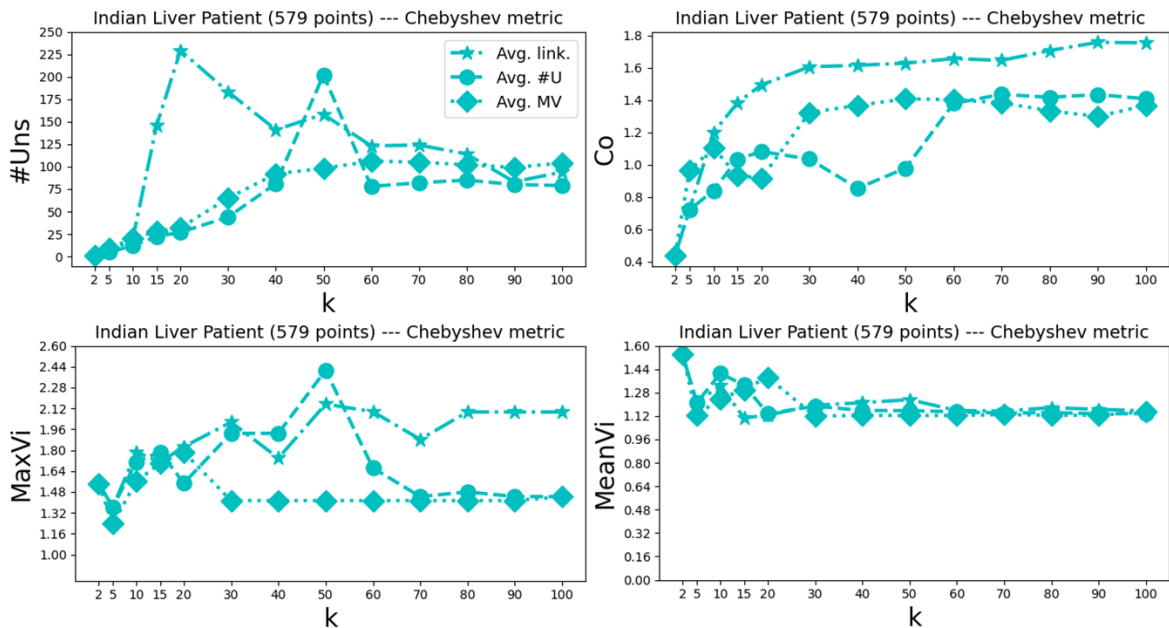 Indian Liver Patient (579 points) --- Chebyshev metric
250
225
200
175
150
125
100
75
50
25
0
#Uns
Avg. link.
Avg. #U
Avg. MV
2 5 10 15 20 30 40 50 60 70 80 90 100
k
Indian Liver Patient (579 points) --- Chebyshev metric
1.8
1.6
1.4
1.2
1.0
0.8
0.6
0.4
Co
2 5 10 15 20 30 40 50 60 70 80 90 100
k
Indian Liver Patient (579 points) --- Chebyshev metric
2.60
2.44
2.28
2.12
1.96
1.80
1.64
1.48
1.32
1.16
1.00
MaxVi
2 5 10 15 20 30 40 50 60 70 80 90 100
k
Indian Liver Patient (579 points) --- Chebyshev metric
1.60
1.44
1.28
1.12
0.96
0.80
0.64
0.48
0.32
0.16
0.00
MeanVi
2 5 10 15 20 30 40 50 60 70 80 90 100
k